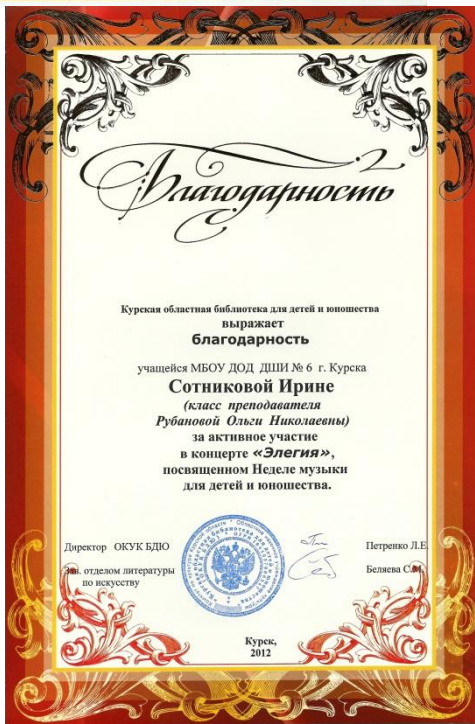 Благодарность
Курская областная библиотека для детей и юношества
выражает
благодарность
учащейся МБОУ ДОД ДШИ № 6 г. Курска
Сотниковой Ирине
(класс преподавателя
Рубановой Ольги Николаевны)
за активное участие
в концерте «Элегия»,
посвященном Неделе музыки
для детей и юношества.
Директор ОКУК БДЮ Петренко Л.Е.
Зав. отделом литературы Беляева С.М.
по искусству
Курск,
2012